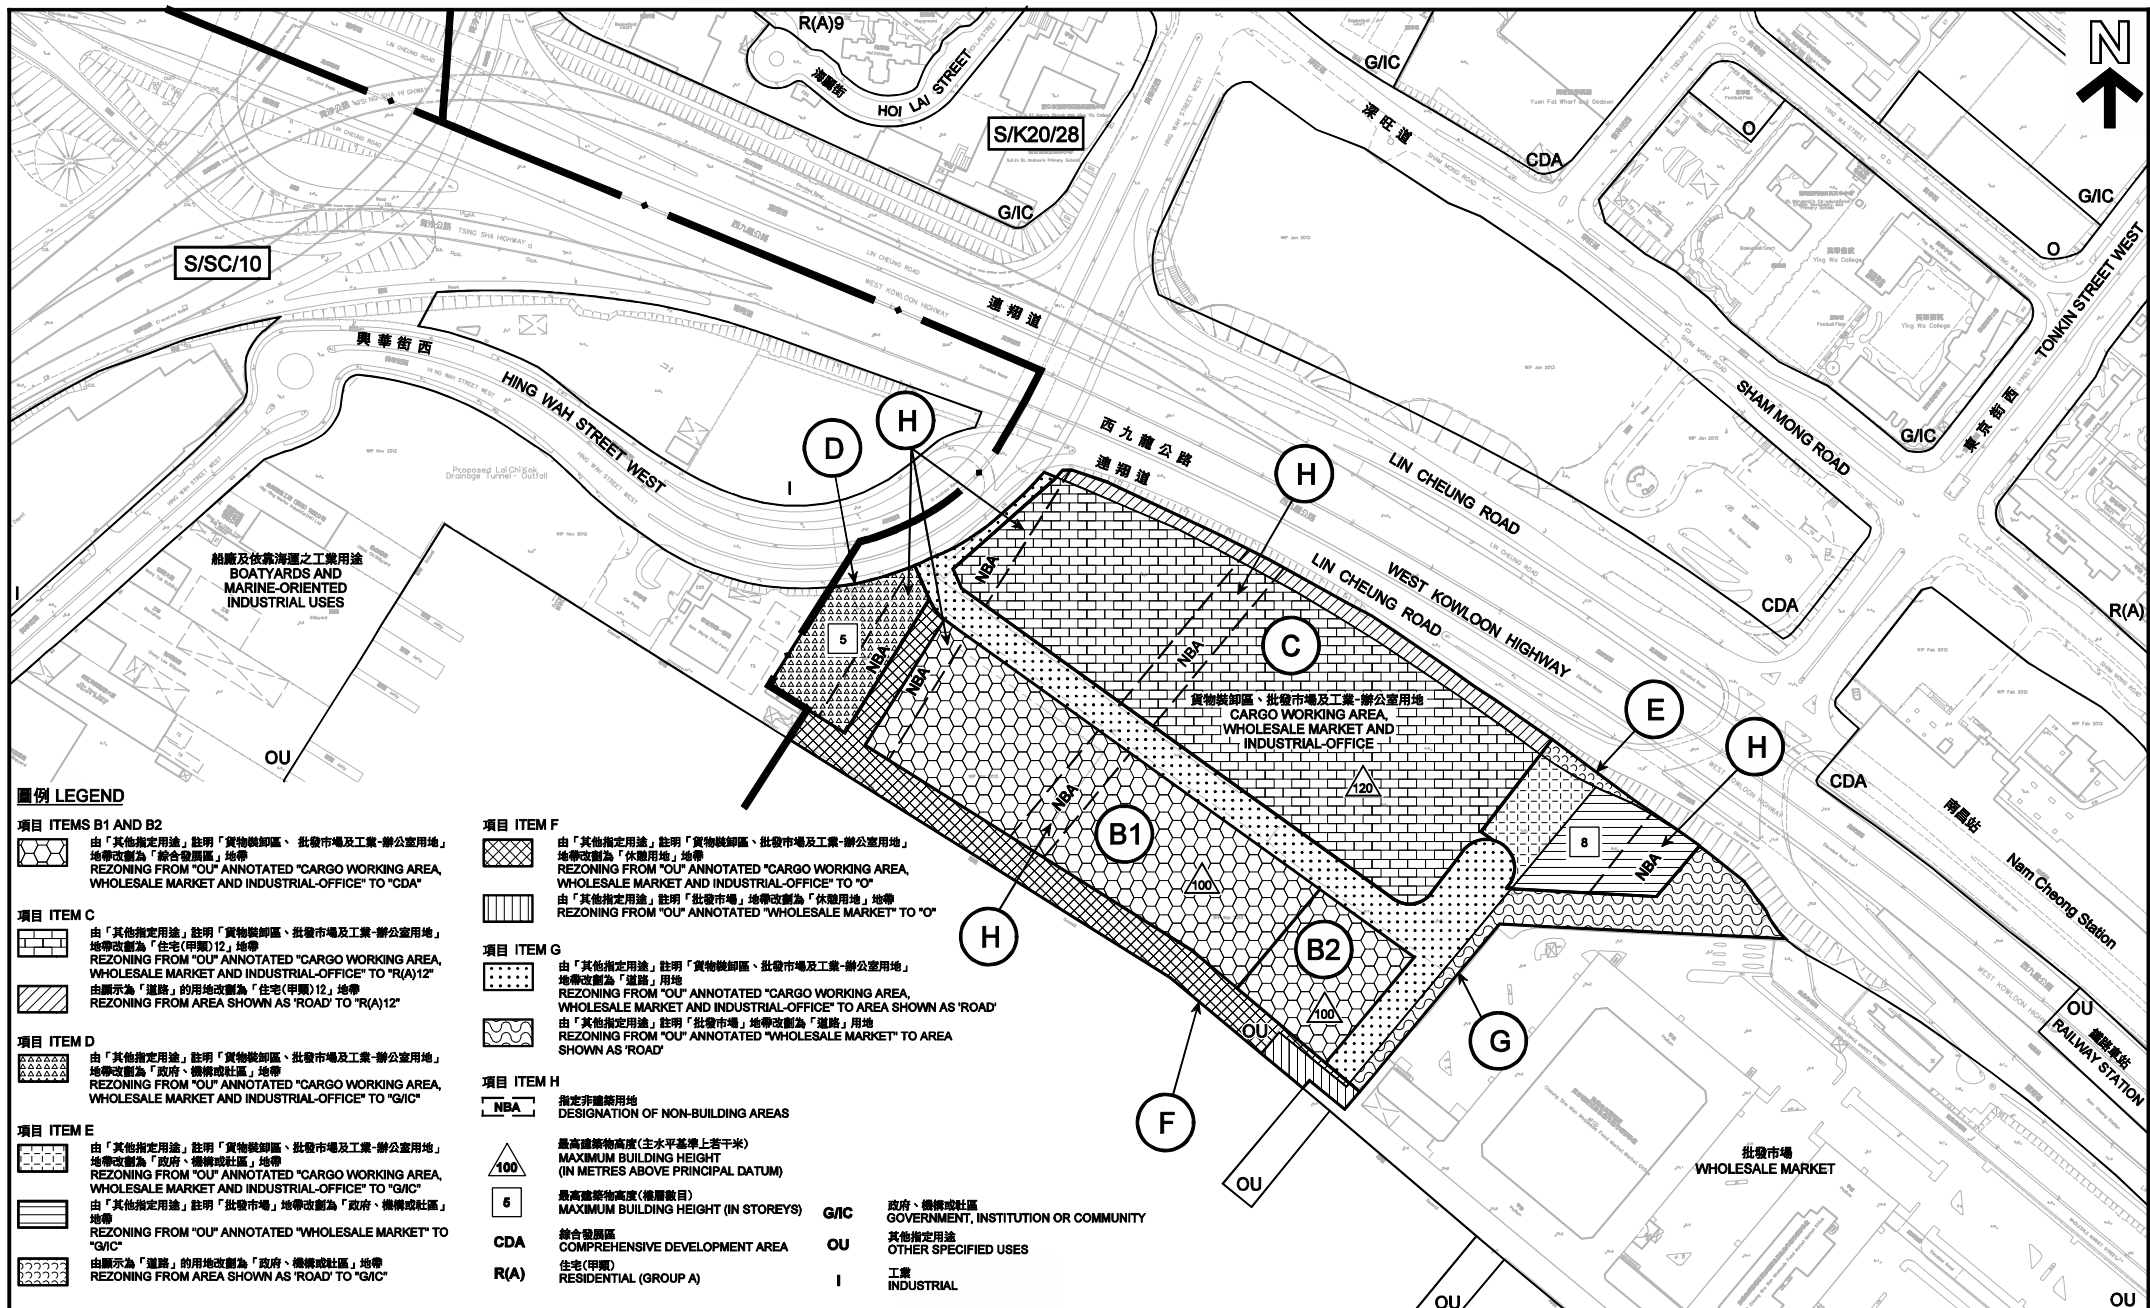 R(A)9
G/IC
海麗街
HOI LAI STREET
S/K20/28
深旺道
CDA
O
G/IC
N
G/IC
O
TONKIN STREET WEST
S/SC/10
TSING SHA HIGHWAY
LIN CHEUNG ROAD
WEST KOWLOON HIGHWAY
連翔道
興華街西
HING WAH STREET WEST
SHAM MONG ROAD
G/IC
東京街西
D
H
西九龍公路
連翔道
H
LIN CHEUNG ROAD
I
Proposed Lai Chi Kok
Drainage Tunnel - Outfall
船廠及依靠海運之工業用途
BOATYARDS AND
MARINE-ORIENTED
INDUSTRIAL USES
I
NBA
LIN CHEUNG ROAD
WEST KOWLOON HIGHWAY
CDA
R(A)
5
NBA
NBA
NBA
C
貨物裝卸區、批發市場及工業-辦公室用地
CARGO WORKING AREA,
WHOLESALE MARKET AND
INDUSTRIAL-OFFICE
E
H
OU
120
CDA
南昌站
Nam Cheong Station
NBA
B1
8
NBA
100
H
B2
100
OU
G
F
OU
OU
鐵路車站
RAILWAY STATION
批發市場
WHOLESALE MARKET
OU
OU
圖例 LEGEND
項目 ITEMS B1 AND B2
由「其他指定用途」註明「貨物裝卸區、 批發市場及工業-辦公室用地」
地帶改劃為「綜合發展區」地帶
REZONING FROM "OU" ANNOTATED "CARGO WORKING AREA,
WHOLESALE MARKET AND INDUSTRIAL-OFFICE" TO "CDA"
項目 ITEM C
由「其他指定用途」註明「貨物裝卸區、批發市場及工業-辦公室用地」
地帶改劃為「住宅(甲類)12」地帶
REZONING FROM "OU" ANNOTATED "CARGO WORKING AREA,
WHOLESALE MARKET AND INDUSTRIAL-OFFICE" TO "R(A)12"
由顯示為「道路」的用地改劃為「住宅(甲類)12」地帶
REZONING FROM AREA SHOWN AS 'ROAD' TO "R(A)12"
項目 ITEM D
由「其他指定用途」註明「貨物裝卸區、批發市場及工業-辦公室用地」
地帶改劃為「政府、機構或社區」地帶
REZONING FROM "OU" ANNOTATED "CARGO WORKING AREA,
WHOLESALE MARKET AND INDUSTRIAL-OFFICE" TO "G/IC"
項目 ITEM E
由「其他指定用途」註明「貨物裝卸區、批發市場及工業-辦公室用地」
地帶改劃為「政府、機構或社區」地帶
REZONING FROM "OU" ANNOTATED "CARGO WORKING AREA,
WHOLESALE MARKET AND INDUSTRIAL-OFFICE" TO "G/IC"
由「其他指定用途」註明「批發市場」地帶改劃為「政府、機構或社區」
地帶
REZONING FROM "OU" ANNOTATED "WHOLESALE MARKET" TO
"G/IC"
由顯示為「道路」的用地改劃為「政府、機構或社區」地帶
REZONING FROM AREA SHOWN AS 'ROAD' TO "G/IC"
項目 ITEM F
由「其他指定用途」註明「貨物裝卸區、批發市場及工業-辦公室用地」
地帶改劃為「休憩用地」地帶
REZONING FROM "OU" ANNOTATED "CARGO WORKING AREA,
WHOLESALE MARKET AND INDUSTRIAL-OFFICE" TO "O"
由「其他指定用途」註明「批發市場」地帶改劃為「休憩用地」地帶
REZONING FROM "OU" ANNOTATED "WHOLESALE MARKET" TO "O"
項目 ITEM G
由「其他指定用途」註明「貨物裝卸區、批發市場及工業-辦公室用地」
地帶改劃為「道路」用地
REZONING FROM "OU" ANNOTATED "CARGO WORKING AREA,
WHOLESALE MARKET AND INDUSTRIAL-OFFICE" TO AREA SHOWN AS 'ROAD'
由「其他指定用途」註明「批發市場」地帶改劃為「道路」用地
REZONING FROM "OU" ANNOTATED "WHOLESALE MARKET" TO AREA
SHOWN AS 'ROAD'
項目 ITEM H
NBA
指定非建築用地
DESIGNATION OF NON-BUILDING AREAS
100
最高建築物高度(主水平基準上若干米)
MAXIMUM BUILDING HEIGHT
(IN METRES ABOVE PRINCIPAL DATUM)
5
最高建築物高度(樓層數目)
MAXIMUM BUILDING HEIGHT (IN STOREYS)
CDA
綜合發展區
COMPREHENSIVE DEVELOPMENT AREA
R(A)
住宅(甲類)
RESIDENTIAL (GROUP A)
G/IC
政府、機構或社區
GOVERNMENT, INSTITUTION OR COMMUNITY
OU
其他指定用途
OTHER SPECIFIED USES
I
工業
INDUSTRIAL